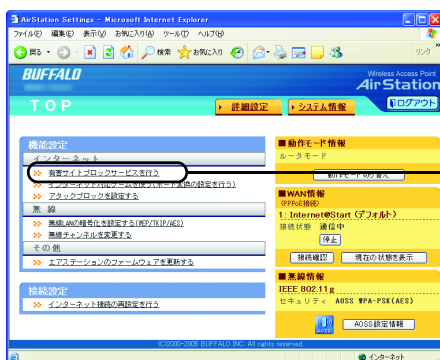 AirStation Settings - Microsoft Internet Explorer
ファイル(F) 編集(E) 表示(V) お気に入り(A) ツール(T) ヘルプ(H)
戻る 検索 お気に入り リンク
BUFFALO
Wireless Access Point
AirStation
TOP
詳細設定 システム情報 ログアウト
機能設定
インターネット
有害サイトブロックサービスを行う
インターネット対応ゲームを使う(ポート変換の設定を行う)
アタックブロックを設定する
無 線
無線LANの暗号化を設定する(WEP/TKIP/AES)
無線チャンネルを変更する
その他
エアステーションのファームウェアを更新する
接続設定
インターネット接続の再設定を行う
■動作モード情報
ルータモード
動作モードの切替え
■WAN情報
(PPPoE接続)
1: Internet@Start (デフォルト)
接続状態 通信中
停止
接続確認 現在の状態を表示
■無線情報
IEEE 802.11g
セキュリティ AOSS WPA-PSK(AES)
AOSS AOSS設定情報
(C)2000-2005 BUFFALO INC. All rights reserved.
インターネット